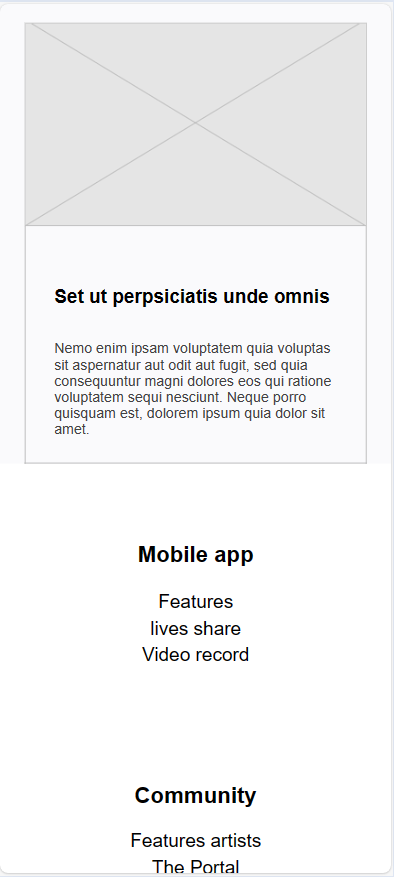 Set ut perpsiciatis unde omnis
Nemo enim ipsam voluptatem quia voluptas
sit aspernatur aut odit aut fugit, sed quia
consequuntur magni dolores eos qui ratione
voluptatem sequi nesciunt. Neque porro
quisquam est, dolorem ipsum quia dolor sit
amet.
Mobile app
Features
lives share
Video record
Community
Features artists
The Portal